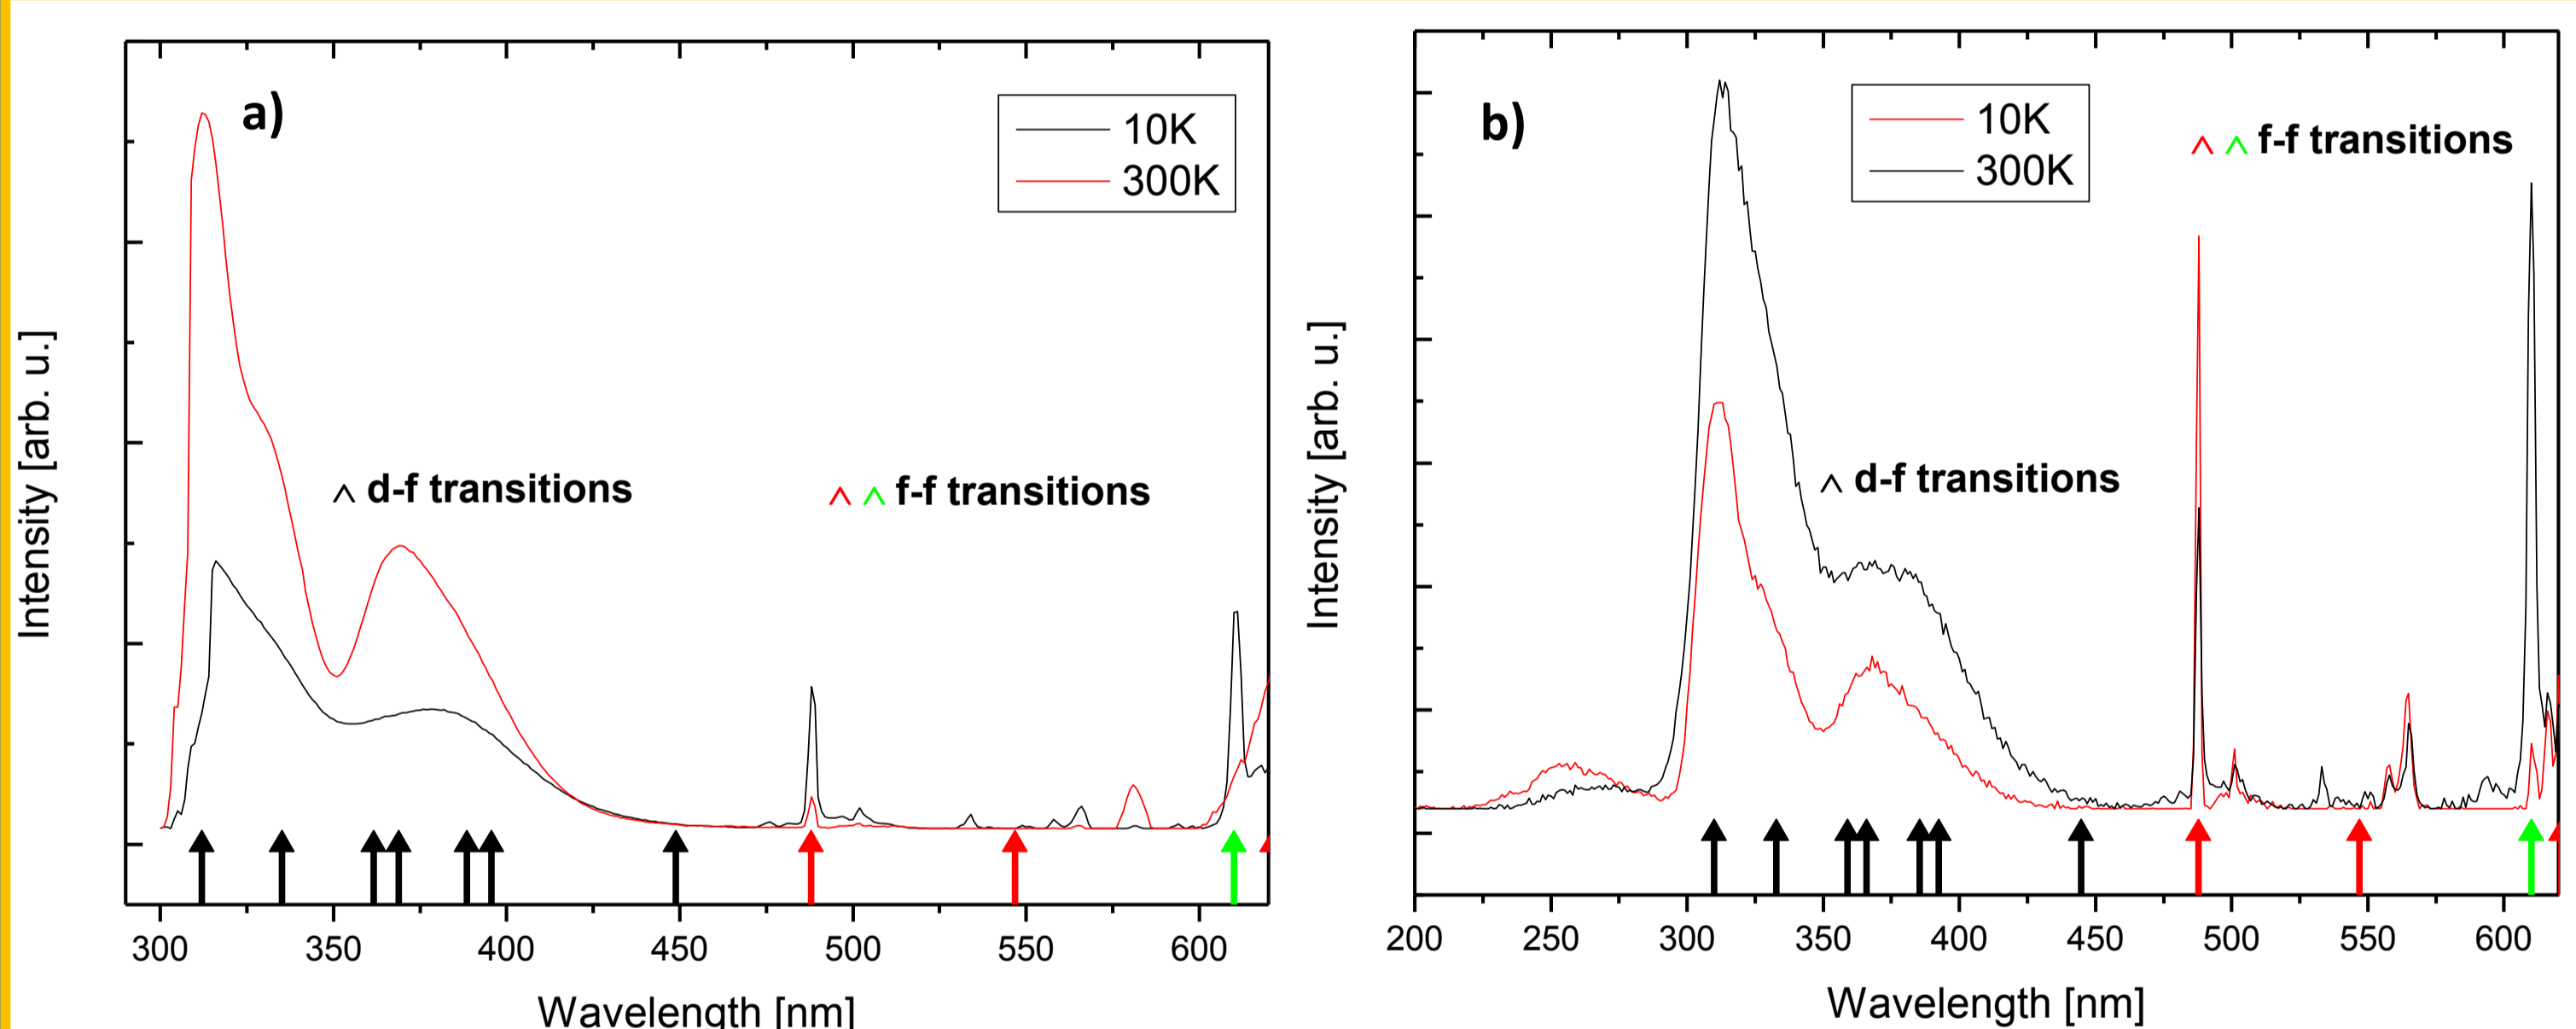 a)
10K
300K
^ d-f transitions
^ ^ f-f transitions
Intensity [arb. u.]
300 350 400 450 500 550 600
Wavelength [nm]
b)
10K
300K
^ ^ f-f transitions
^ d-f transitions
Intensity [arb. u.]
200 250 300 350 400 450 500 550 600
Wavelength [nm]